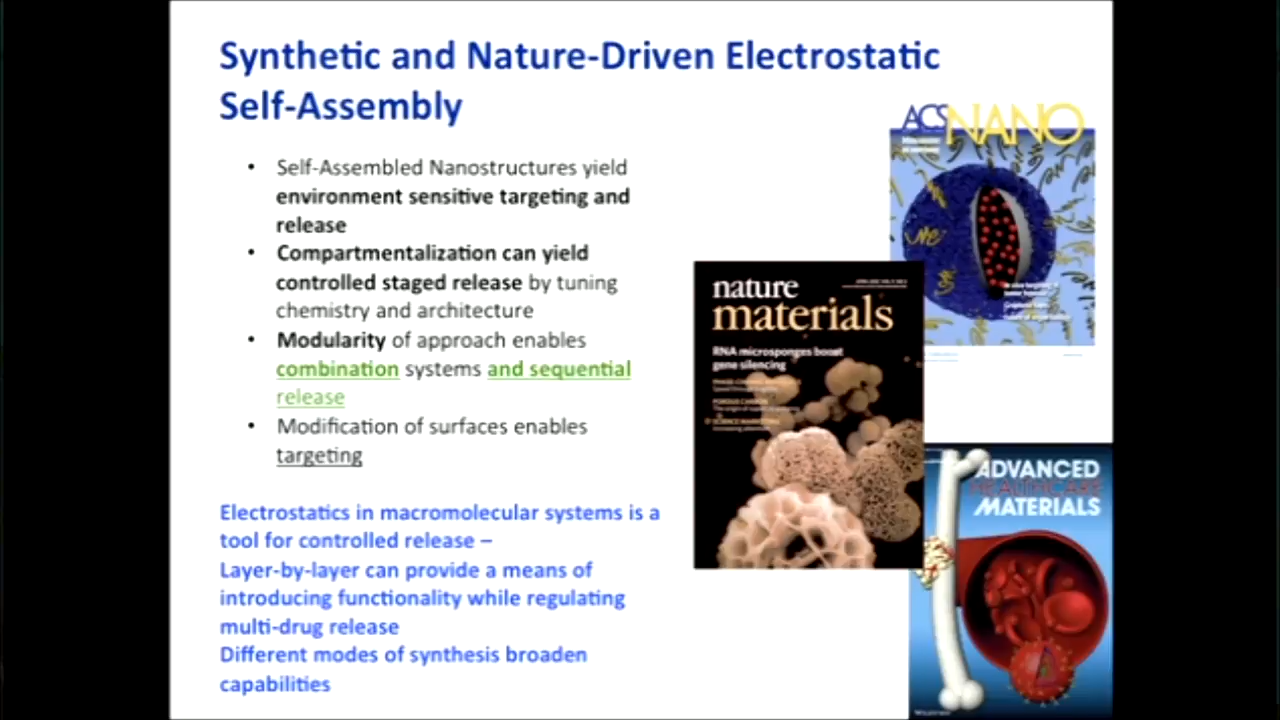 Synthetic and Nature-Driven Electrostatic
Self-Assembly
• Self-Assembled Nanostructures yield
environment sensitive targeting and
release
• Compartmentalization can yield
controlled staged release by tuning
chemistry and architecture
• Modularity of approach enables
combination systems and sequential
release
• Modification of surfaces enables
targeting
Electrostatics in macromolecular systems is a
tool for controlled release –
Layer-by-layer can provide a means of
introducing functionality while regulating
multi-drug release
Different modes of synthesis broaden
capabilities
ACS NANO
nature
materials
RNA microsponges boost
gene silencing
ADVANCED
HEALTHCARE
MATERIALS